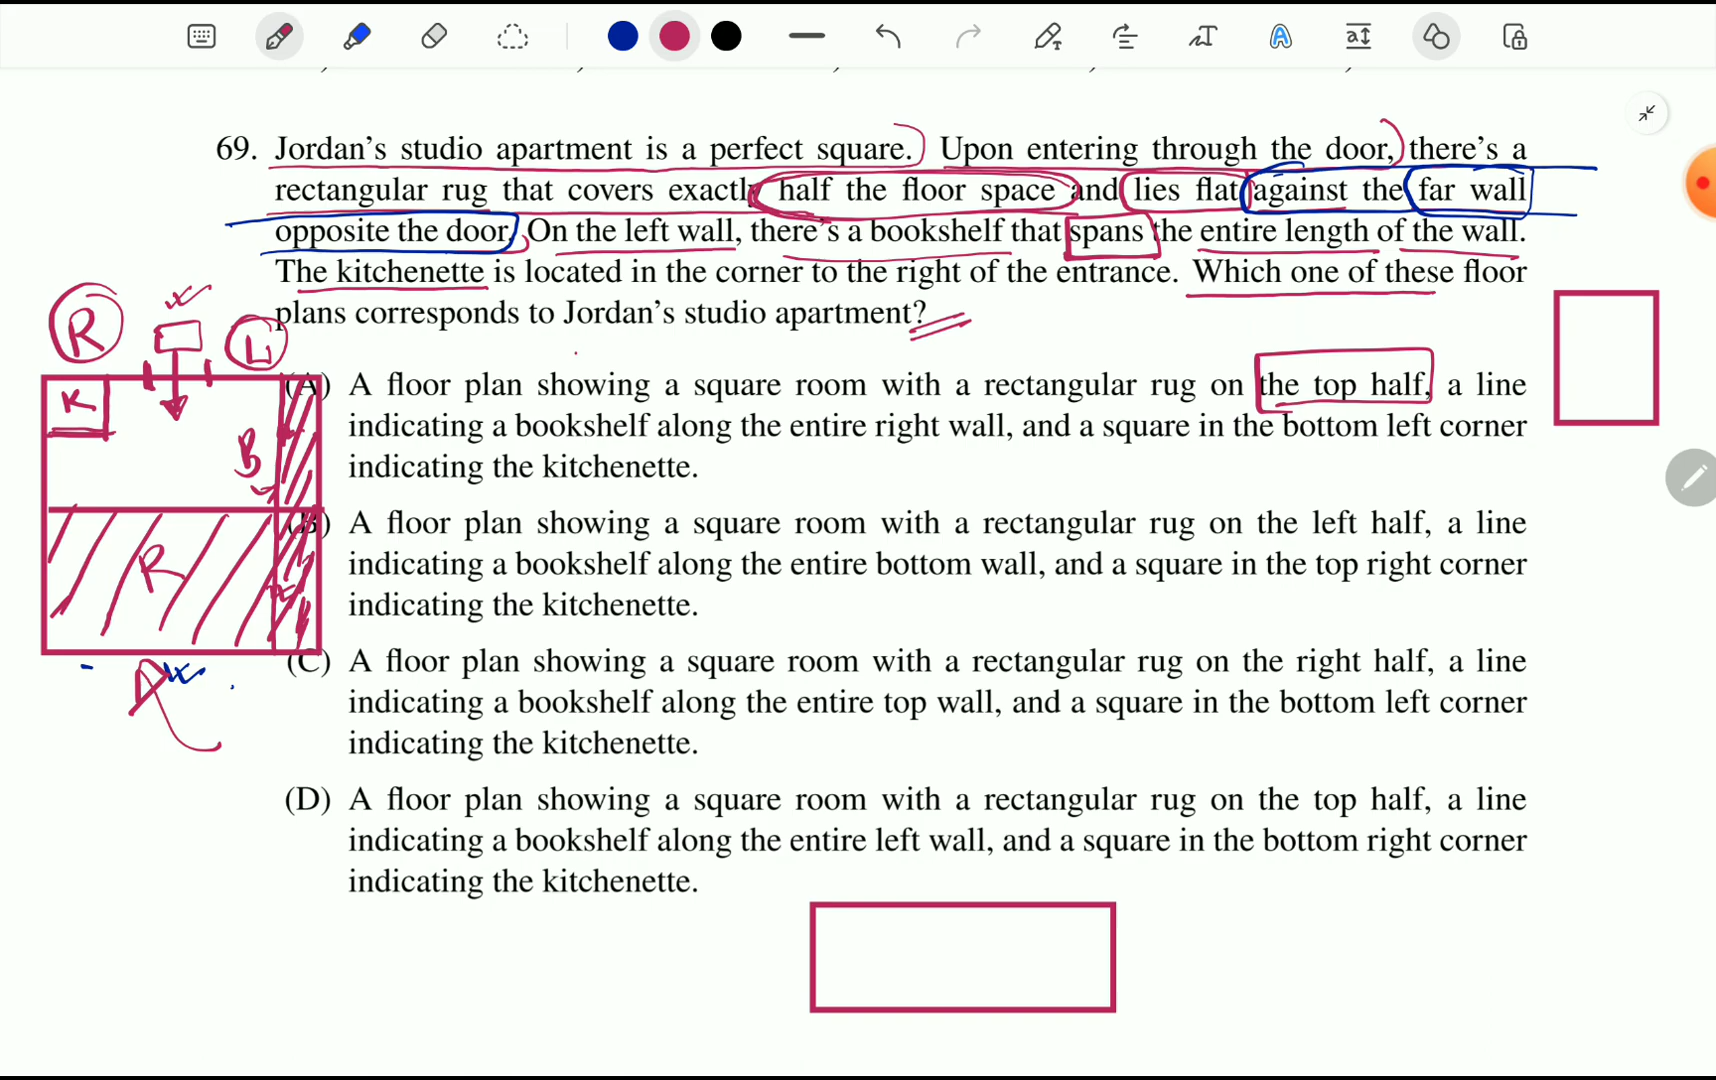 69. Jordan's studio apartment is a perfect square. Upon entering through the door, there's a
rectangular rug that covers exactly half the floor space and lies flat against the far wall
opposite the door. On the left wall, there's a bookshelf that spans the entire length of the wall.
The kitchenette is located in the corner to the right of the entrance. Which one of these floor
plans corresponds to Jordan's studio apartment?
R
L
K
B
R
(A) A floor plan showing a square room with a rectangular rug on the top half, a line
indicating a bookshelf along the entire right wall, and a square in the bottom left corner
indicating the kitchenette.
(B) A floor plan showing a square room with a rectangular rug on the left half, a line
indicating a bookshelf along the entire bottom wall, and a square in the top right corner
indicating the kitchenette.
(C) A floor plan showing a square room with a rectangular rug on the right half, a line
indicating a bookshelf along the entire top wall, and a square in the bottom left corner
indicating the kitchenette.
(D) A floor plan showing a square room with a rectangular rug on the top half, a line
indicating a bookshelf along the entire left wall, and a square in the bottom right corner
indicating the kitchenette.